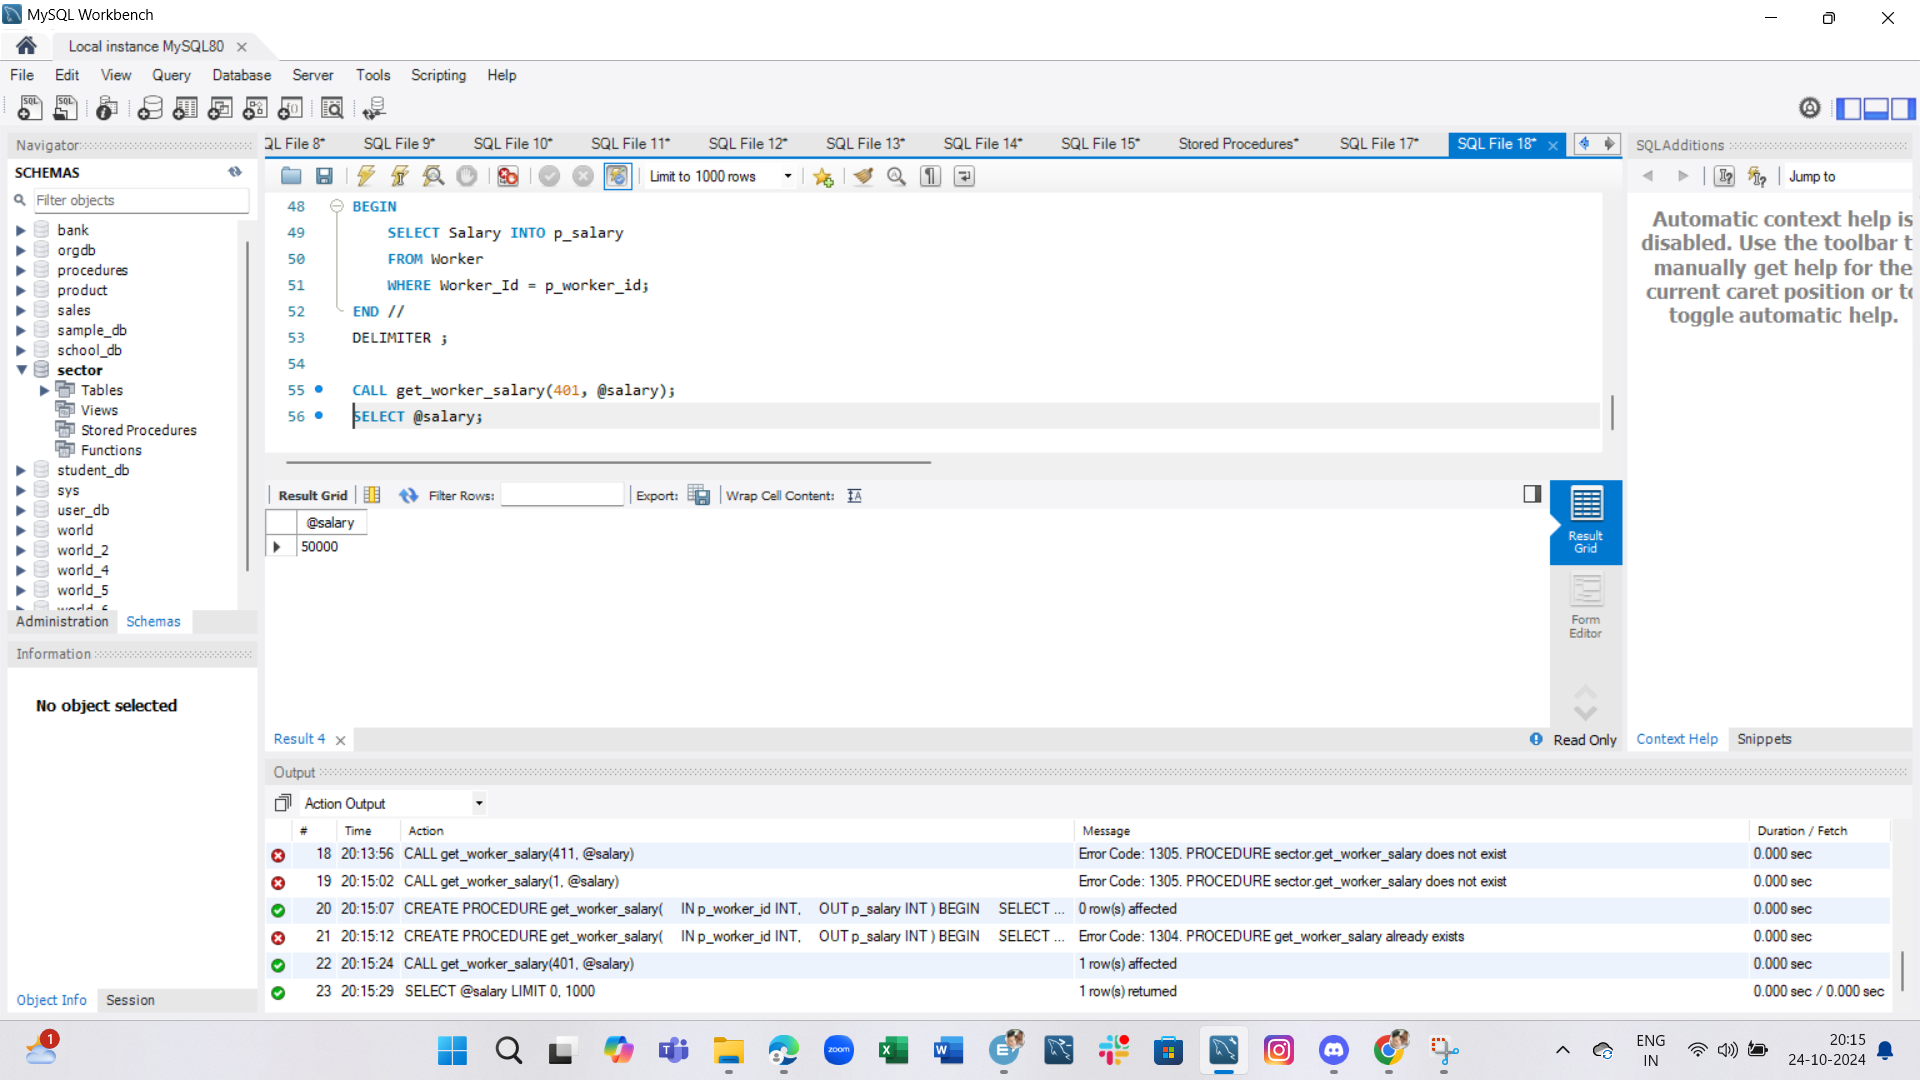 MySQL Workbench
Local instance MySQL80
File Edit View Query Database Server Tools Scripting Help
Navigator
SCHEMAS
Filter objects
bank
orgdb
procedures
product
sales
sample_db
school_db
sector
Tables
Views
Stored Procedures
Functions
student_db
sys
user_db
world
world_2
world_4
world_5
Administration Schemas
Information
No object selected
Object Info Session
QL File 8* SQL File 9* SQL File 10* SQL File 11* SQL File 12* SQL File 13* SQL File 14* SQL File 15* Stored Procedures* SQL File 17* SQL File 18*
Limit to 1000 rows
48 BEGIN
49 SELECT Salary INTO p_salary
50 FROM Worker
51 WHERE Worker_Id = p_worker_id;
52 END //
53 DELIMITER ;
54
55 CALL get_worker_salary(401, @salary);
56 SELECT @salary;
Result Grid Filter Rows: Export: Wrap Cell Content:
@salary
50000
Result
Grid
Form
Editor
Result 4
Read Only
SQLAdditions
Jump to
Automatic context help is
disabled. Use the toolbar t
manually get help for the
current caret position or to
toggle automatic help.
Context Help Snippets
Output
Action Output
# Time Action Message Duration / Fetch
18 20:13:56 CALL get_worker_salary(411, @salary) Error Code: 1305. PROCEDURE sector.get_worker_salary does not exist 0.000 sec
19 20:15:02 CALL get_worker_salary(1, @salary) Error Code: 1305. PROCEDURE sector.get_worker_salary does not exist 0.000 sec
20 20:15:07 CREATE PROCEDURE get_worker_salary( IN p_worker_id INT, OUT p_salary INT ) BEGIN SELECT ... 0 row(s) affected 0.000 sec
21 20:15:12 CREATE PROCEDURE get_worker_salary( IN p_worker_id INT, OUT p_salary INT ) BEGIN SELECT ... Error Code: 1304. PROCEDURE get_worker_salary already exists 0.000 sec
22 20:15:24 CALL get_worker_salary(401, @salary) 1 row(s) affected 0.000 sec
23 20:15:29 SELECT @salary LIMIT 0, 1000 1 row(s) returned 0.000 sec / 0.000 sec
1
zoom
ENG
IN
20:15
24-10-2024